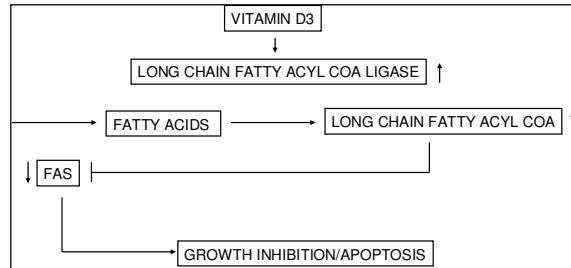 VITAMIN D3
LONG CHAIN FATTY ACYL COA LIGASE
FATTY ACIDS
LONG CHAIN FATTY ACYL COA
FAS
GROWTH INHIBITION/APOPTOSIS